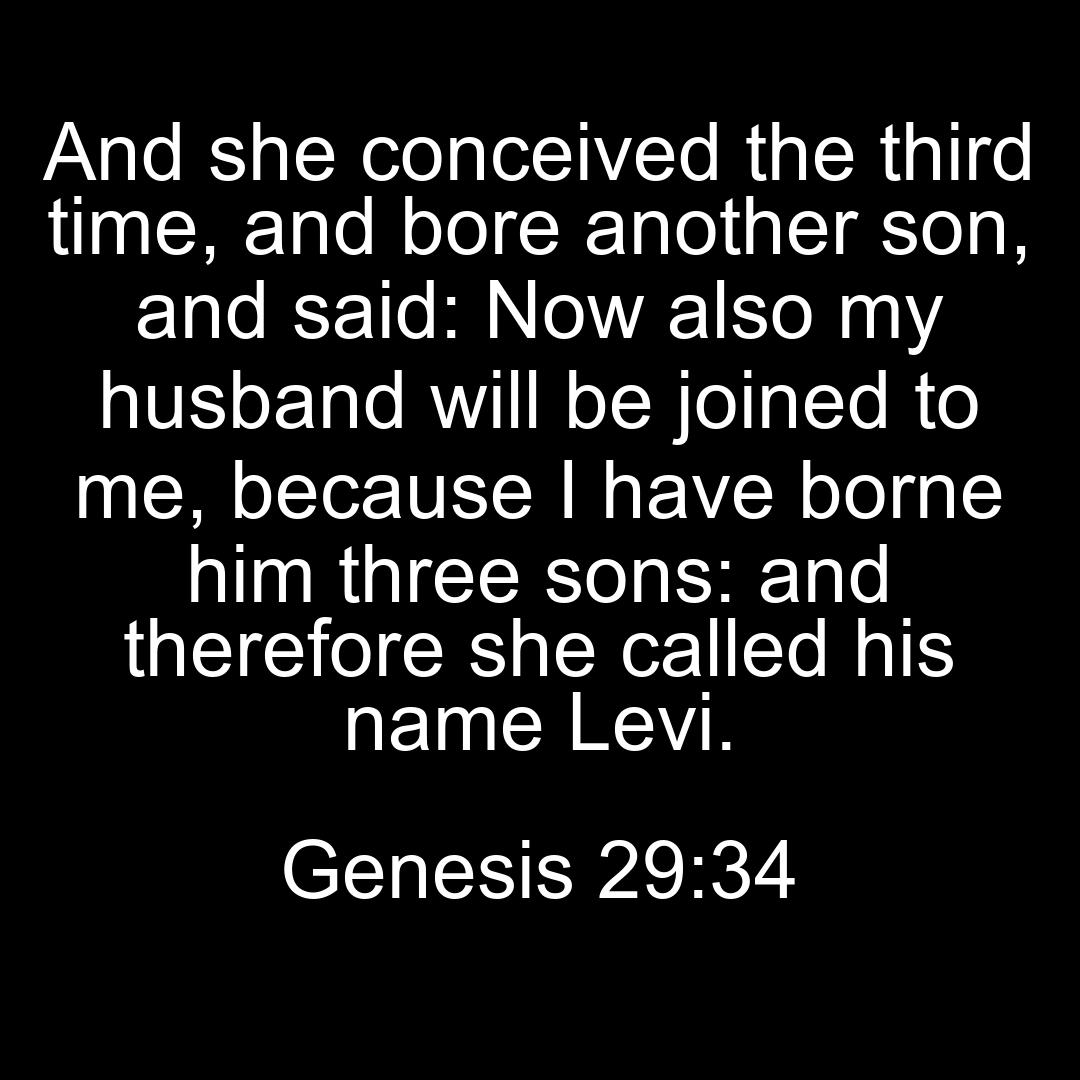 And she conceived the third
time, and bore another son,
and said: Now also my
husband will be joined to
me, because I have borne
him three sons: and
therefore she called his
name Levi.
Genesis 29:34